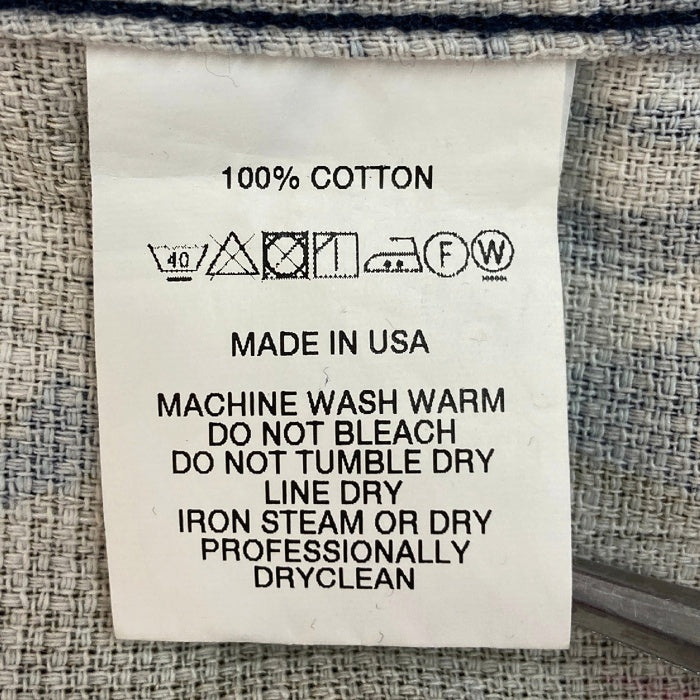 100% COTTON
40 F W
MADE IN USA
MACHINE WASH WARM
DO NOT BLEACH
DO NOT TUMBLE DRY
LINE DRY
IRON STEAM OR DRY
PROFESSIONALLY
DRYCLEAN